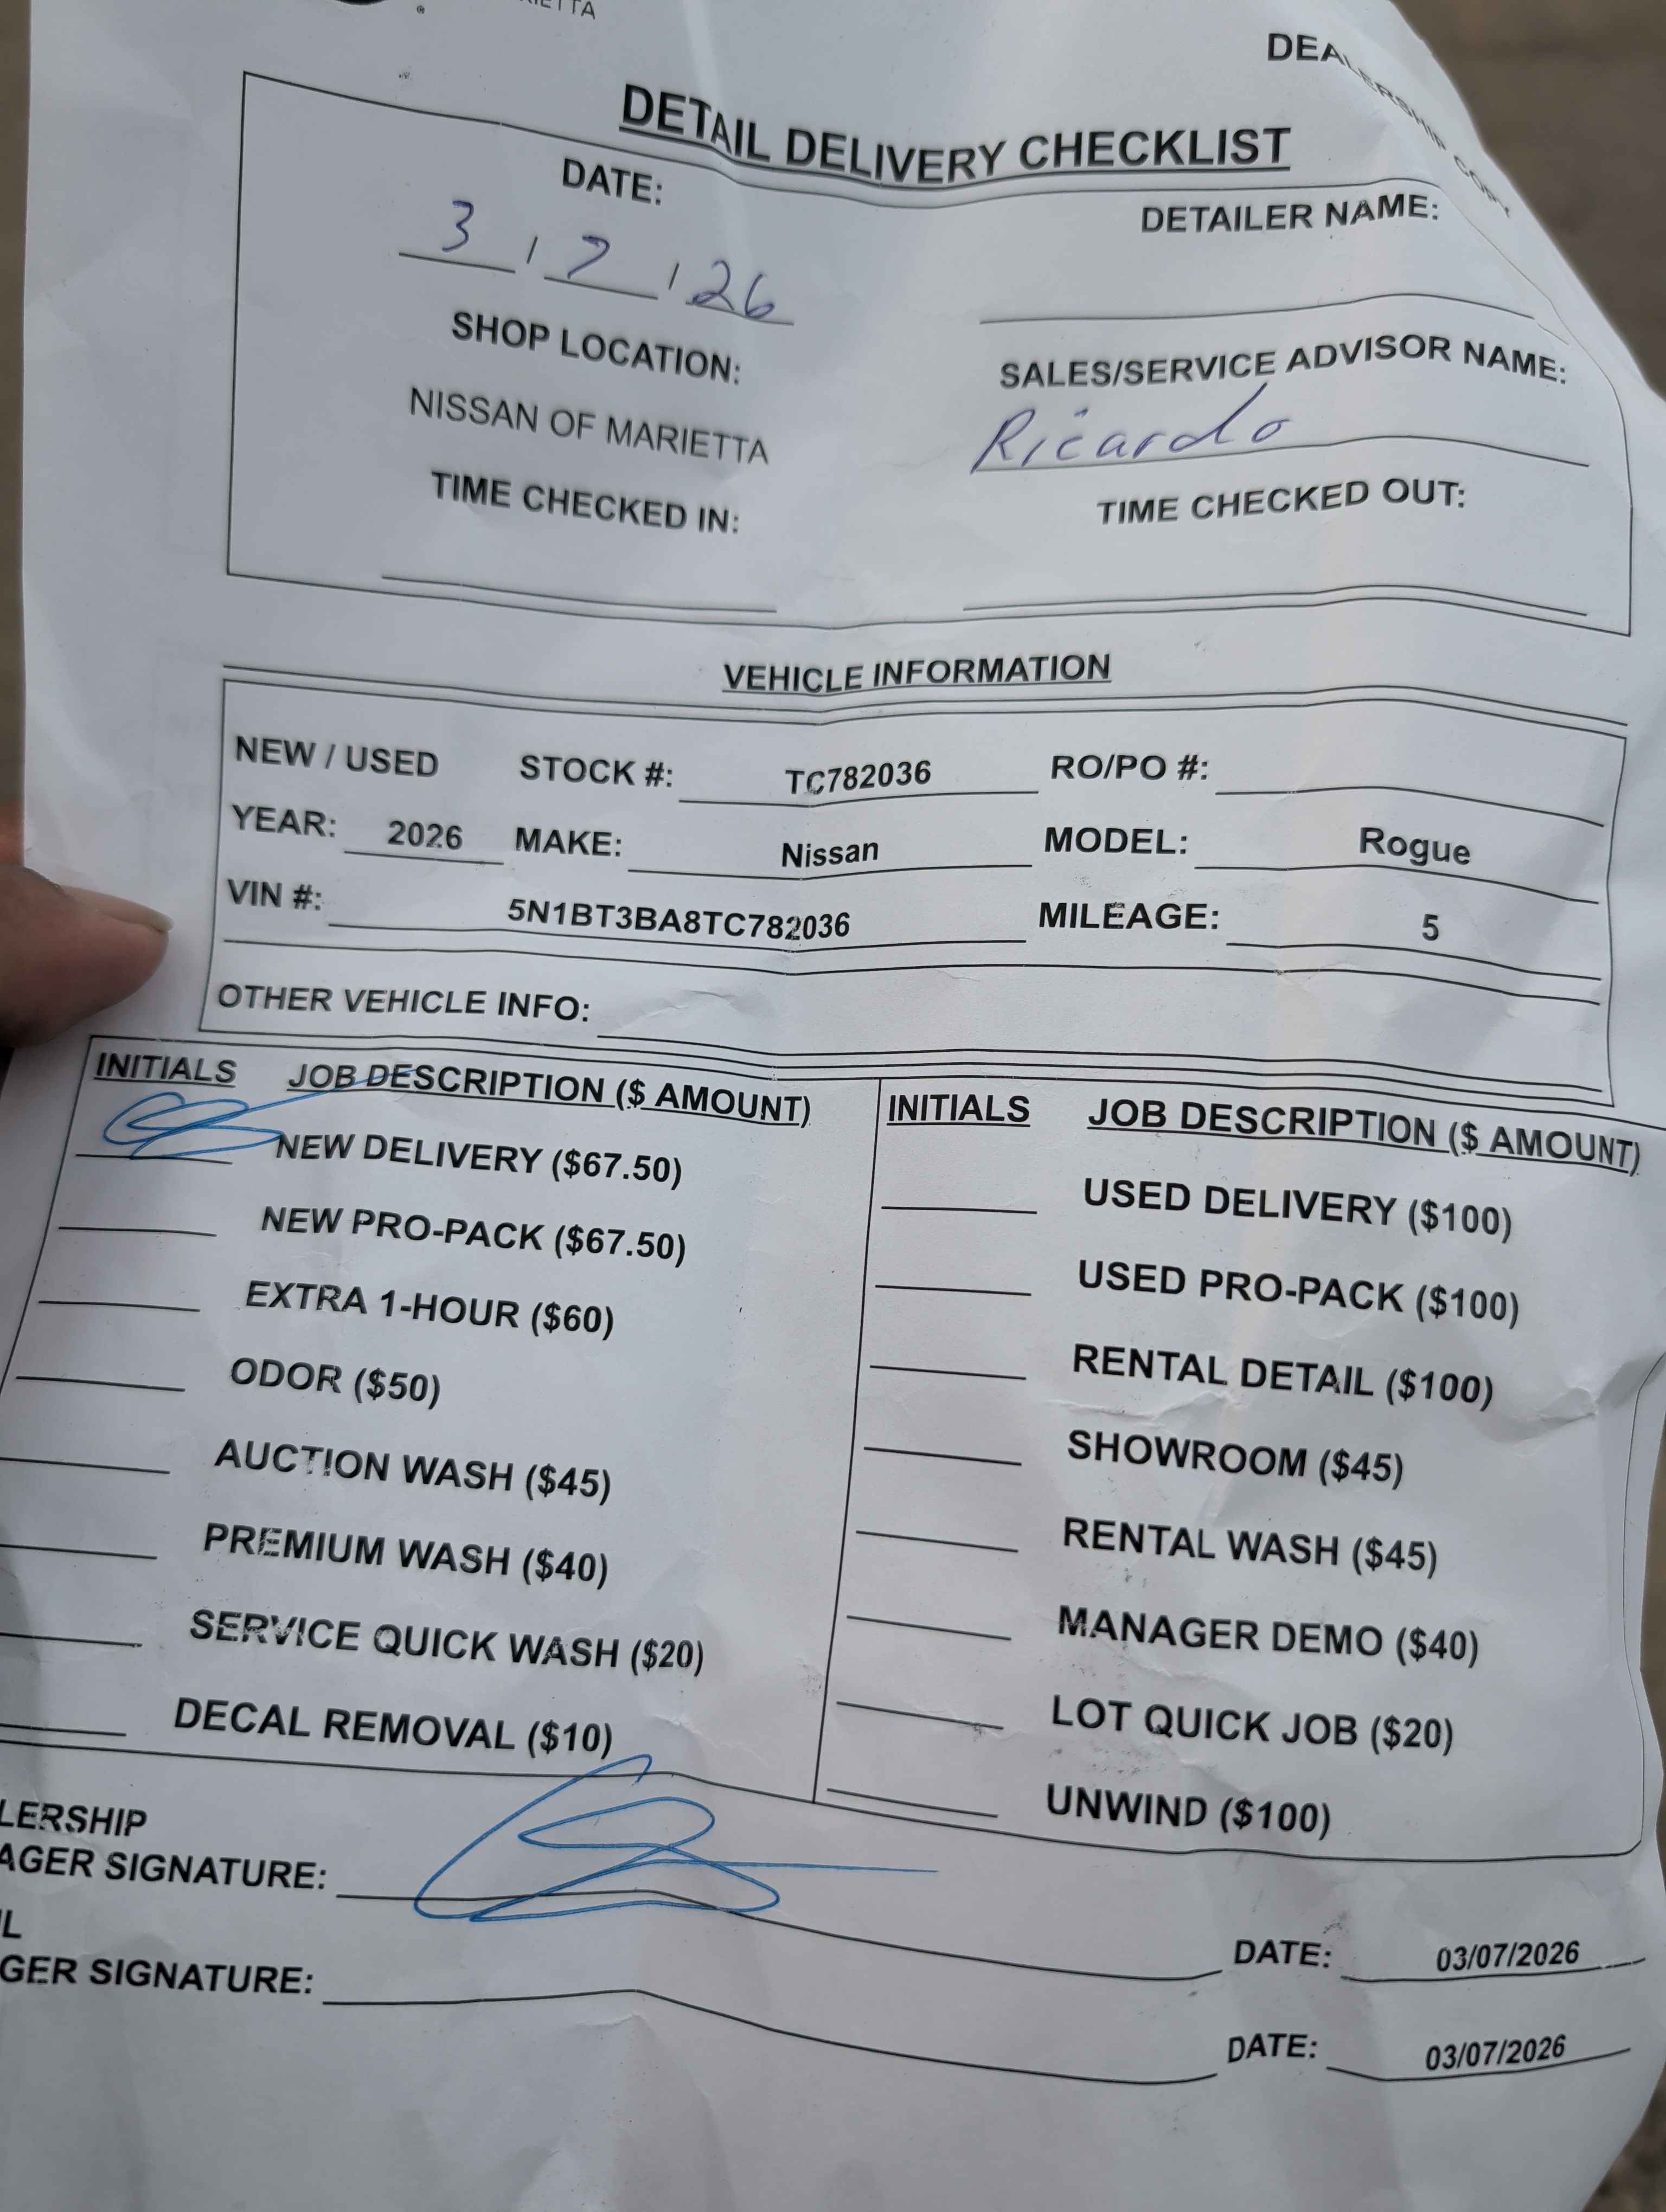 DEALERSHIP COPY
DETAIL DELIVERY CHECKLIST
DATE:
3 / 7 / 26
DETAILER NAME:
SHOP LOCATION:
NISSAN OF MARIETTA
SALES/SERVICE ADVISOR NAME:
Ricardo
TIME CHECKED IN:
TIME CHECKED OUT:
VEHICLE INFORMATION
NEW / USED STOCK #: TC782036 RO/PO #:
YEAR: 2026 MAKE: Nissan MODEL: Rogue
VIN #: 5N1BT3BA8TC782036 MILEAGE: 5
OTHER VEHICLE INFO:
INITIALS JOB DESCRIPTION ($ AMOUNT)
NEW DELIVERY ($67.50)
NEW PRO-PACK ($67.50)
EXTRA 1-HOUR ($60)
ODOR ($50)
AUCTION WASH ($45)
PREMIUM WASH ($40)
SERVICE QUICK WASH ($20)
DECAL REMOVAL ($10)
INITIALS JOB DESCRIPTION ($ AMOUNT)
USED DELIVERY ($100)
USED PRO-PACK ($100)
RENTAL DETAIL ($100)
SHOWROOM ($45)
RENTAL WASH ($45)
MANAGER DEMO ($40)
LOT QUICK JOB ($20)
UNWIND ($100)
LERSHIP
AGER SIGNATURE:
DATE: 03/07/2026
L
GER SIGNATURE:
DATE: 03/07/2026